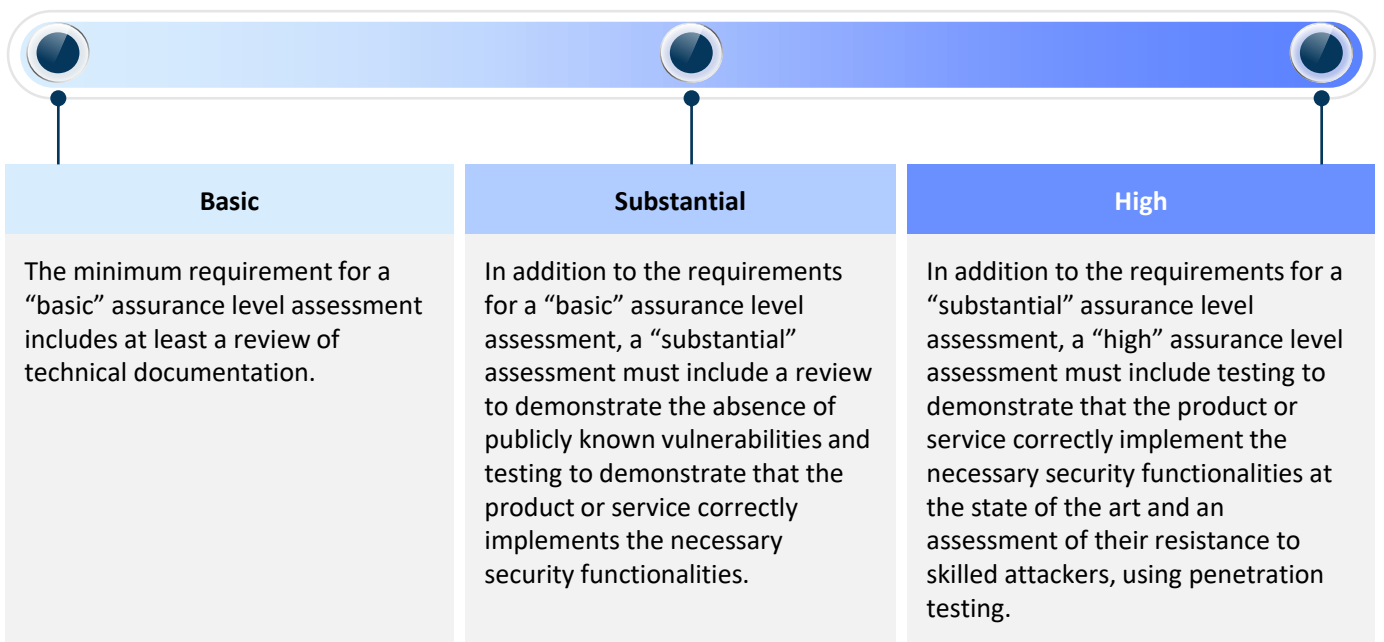 Basic
The minimum requirement for a
“basic” assurance level assessment
includes at least a review of
technical documentation.
Substantial
In addition to the requirements
for a “basic” assurance level
assessment, a “substantial”
assessment must include a review
to demonstrate the absence of
publicly known vulnerabilities and
testing to demonstrate that the
product or service correctly
implements the necessary
security functionalities.
High
In addition to the requirements for a
“substantial” assurance level
assessment, a “high” assurance level
assessment must include testing to
demonstrate that the product or
service correctly implement the
necessary security functionalities at
the state of the art and an
assessment of their resistance to
skilled attackers, using penetration
testing.